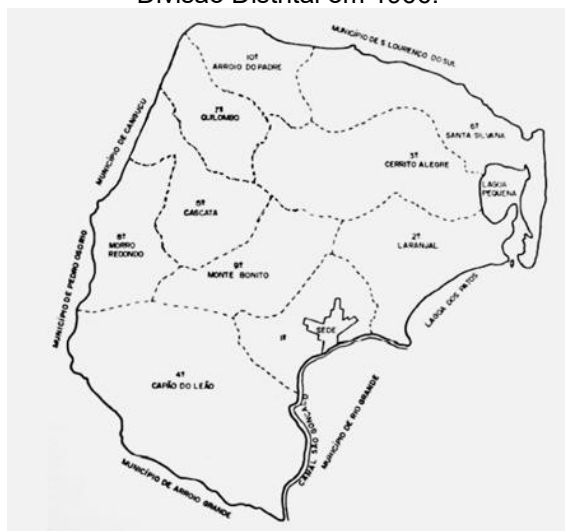 Divisão Distrital em
MUNICÍPIO DE S. LOURENÇO DO SUL
10º
ARROIO DO PADRE
MUNICÍPIO DE CANGUÇU
7º
QUILOMBO
6º
SANTA SILVANA
3º
CERRITO ALEGRE
LAGOA
PEQUENA
5º
CASCATA
8º
MORRO
REDONDO
2º
LARANJAL
9º
MONTE BONITO
MUNICÍPIO DE PEDRO OSÓRIO
LAGOA DOS PATOS
SEDE
1º
4º
CAPÃO DO LEÃO
CANAL SÃO GONÇALO
MUNICÍPIO DE RIO GRANDE
MUNICÍPIO DE ARROIO GRANDE